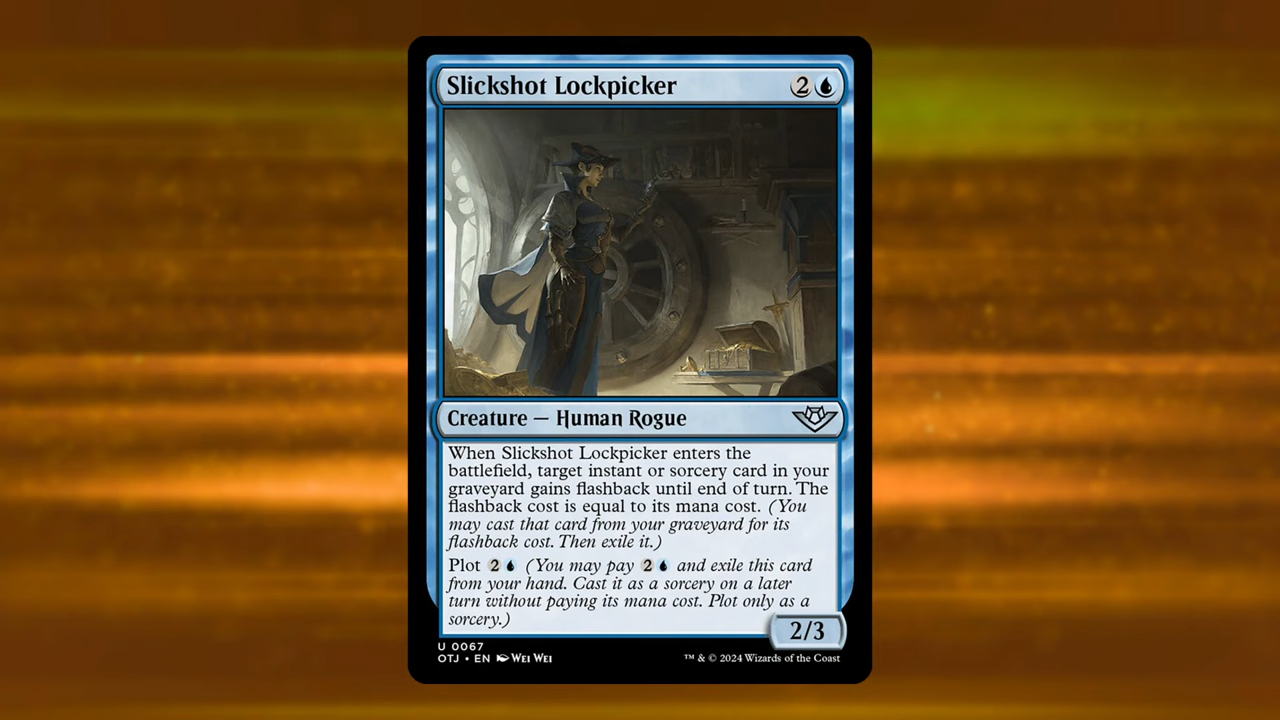 Slickshot Lockpicker 2
Creature — Human Rogue
When Slickshot Lockpicker enters the
battlefield, target instant or sorcery card in your
graveyard gains flashback until end of turn. The
flashback cost is equal to its mana cost. (You
may cast that card from your graveyard for its
flashback cost. Then exile it.)
Plot 2 (You may pay 2 and exile this card
from your hand. Cast it as a sorcery on a later
turn without paying its mana cost. Plot only as a
sorcery.)
2/3
U 0067
OTJ • EN Wei Wei
™ & © 2024 Wizards of the Coast